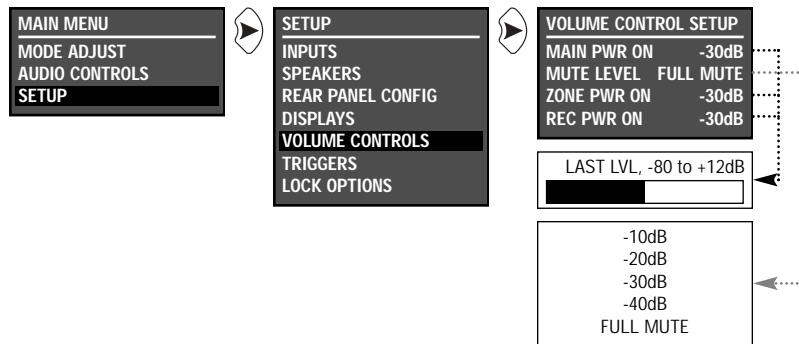 MAIN MENU
MODE ADJUST
AUDIO CONTROLS
SETUP
SETUP
INPUTS
SPEAKERS
REAR PANEL CONFIG
DISPLAYS
VOLUME CONTROLS
TRIGGERS
LOCK OPTIONS
VOLUME CONTROL SETUP
MAIN PWR ON -30dB
MUTE LEVEL FULL MUTE
ZONE PWR ON -30dB
REC PWR ON -30dB
LAST LVL, -80 to +12dB
-10dB
-20dB
-30dB
-40dB
FULL MUTE